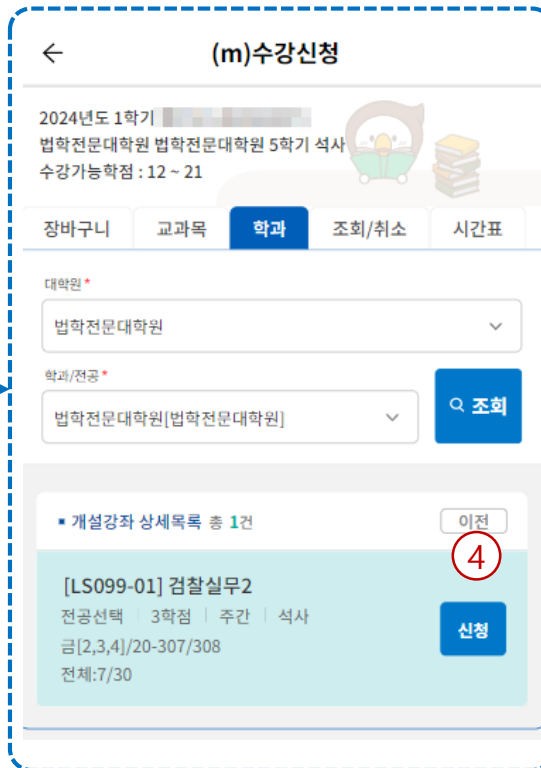 (m)수강신청
2024년도 1학기
법학전문대학원 법학전문대학원 5학기 석사
수강가능학점 : 12 ~ 21
장바구니 교과목 학과 조회/취소 시간표
대학원 *
법학전문대학원
학과/전공 *
법학전문대학원[법학전문대학원]
조회
개설강좌 상세목록 총 1건 이전
4
[LS099-01] 검찰실무2
전공선택 3학점 주간 석사
신청
금[2,3,4]/20-307/308
전체:7/30